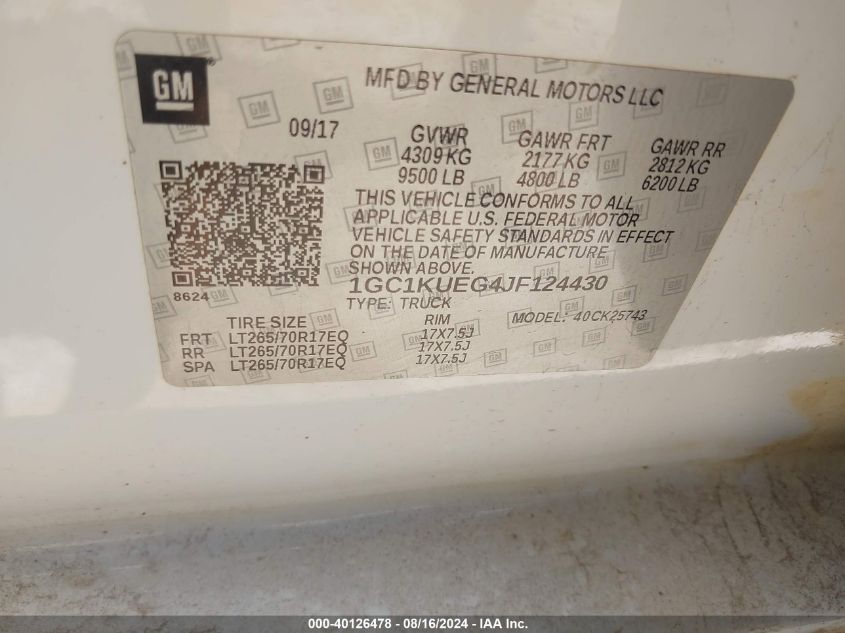 GM
MFD BY GENERAL MOTORS LLC
09/17
GVWR GAWR FRT GAWR RR
4309 KG 2177 KG 2812 KG
9500 LB 4800 LB 6200 LB
THIS VEHICLE CONFORMS TO ALL
APPLICABLE U.S. FEDERAL MOTOR
VEHICLE SAFETY STANDARDS IN EFFECT
ON THE DATE OF MANUFACTURE
SHOWN ABOVE.
8624
1GC1KUEG4JF124430
TYPE: TRUCK MODEL: 40CK25743
TIRE SIZE RIM
FRT LT265/70R17EQ 17X7.5J
RR LT265/70R17EQ 17X7.5J
SPA LT265/70R17EQ 17X7.5J
000-40126478 - 08/16/2024 - IAA Inc.